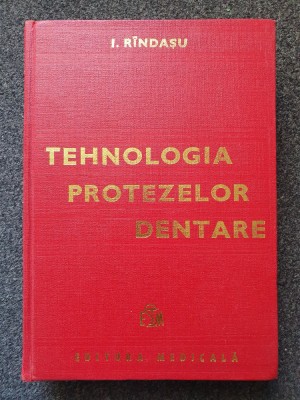 I. RÎNDAȘU
TEHNOLOGIA
PROTEZELOR
DENTARE
EDITURA MEDICALĂ